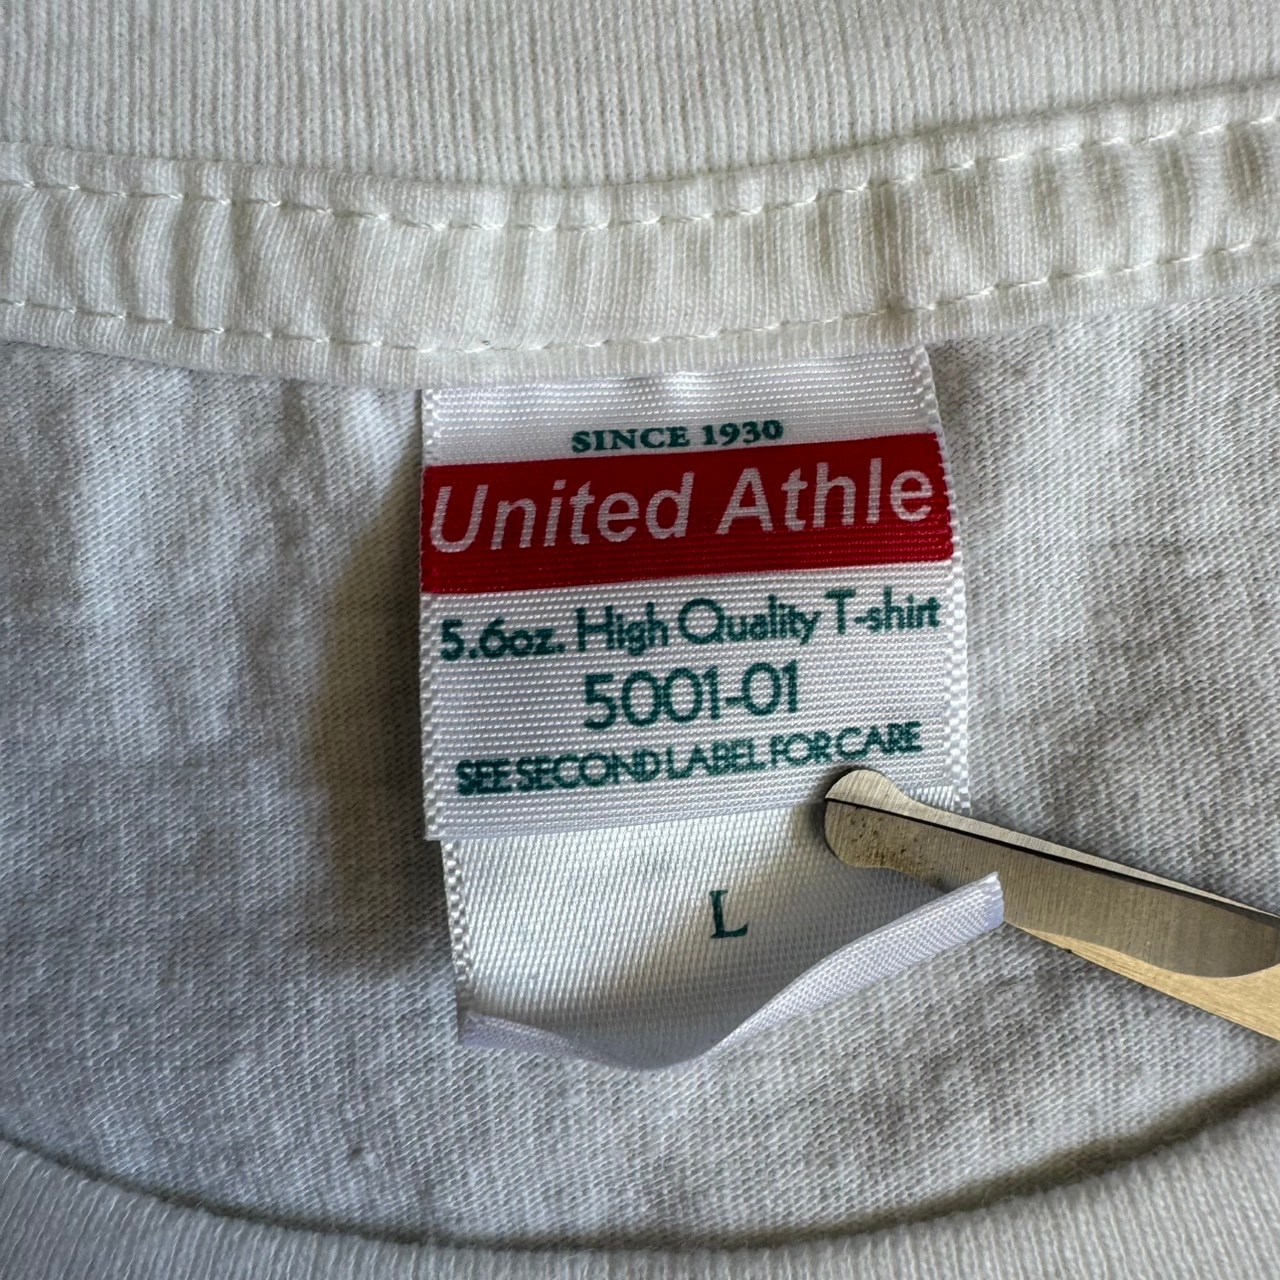 SINCE 1930
United Athle
5.6oz. High Quality T-shirt
5001-01
SEE SECOND LABEL FOR CARE
L